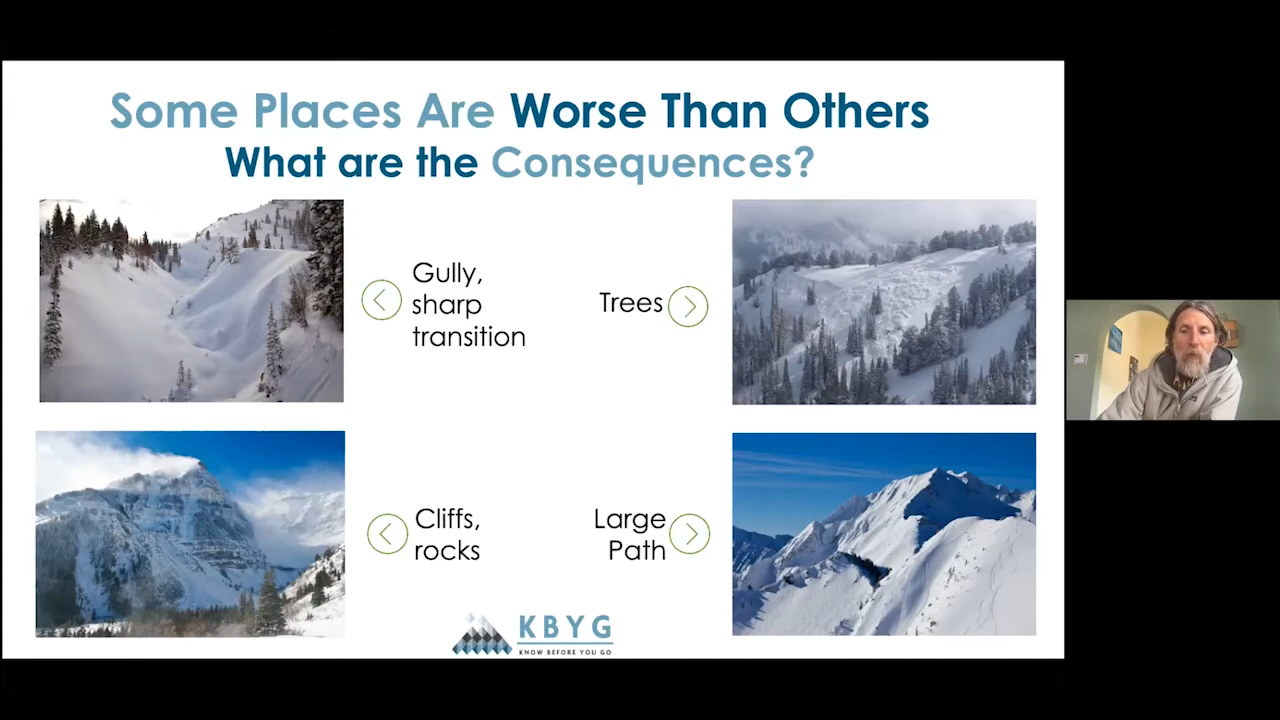 Some Places Are Worse Than Others
What are the Consequences?
Gully,
sharp
transition
Trees
Cliffs,
rocks
Large
Path
KBYG
KNOW BEFORE YOU GO